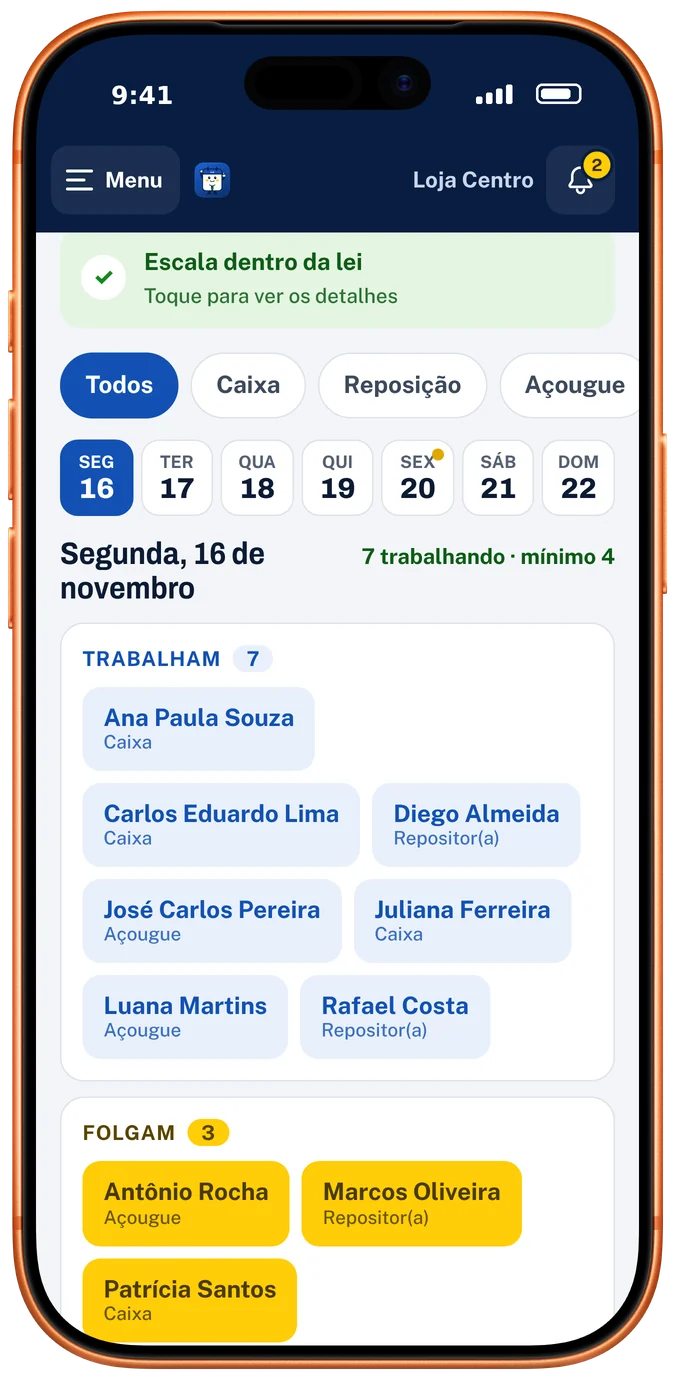 9:41
Menu
Loja Centro
2
Escala dentro da lei
Toque para ver os detalhes
Todos
Caixa
Reposição
Açougue
SEG
16
TER
17
QUA
18
QUI
19
SEX
20
SÁB
21
DOM
22
Segunda, 16 de
novembro
7 trabalhando · mínimo 4
TRABALHAM 7
Ana Paula Souza
Caixa
Carlos Eduardo Lima
Caixa
Diego Almeida
Repositor(a)
José Carlos Pereira
Açougue
Juliana Ferreira
Caixa
Luana Martins
Açougue
Rafael Costa
Repositor(a)
FOLGAM 3
Antônio Rocha
Açougue
Marcos Oliveira
Repositor(a)
Patrícia Santos
Caixa